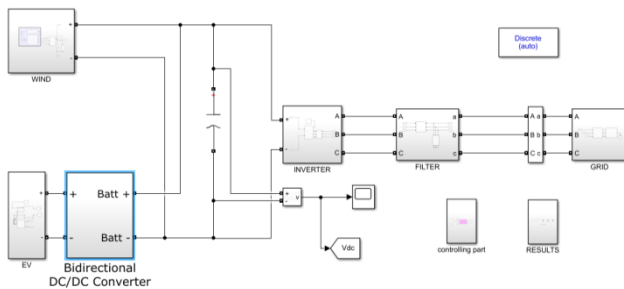 WIND
+
-
Discrete
(auto)
+
-
A
B
C
INVERTER
A
B
C
a
b
c
FILTER
A a
B b
C c
A
B
C
GRID
+
-
EV
+
-
Batt +
Batt -
Bidirectional
DC/DC Converter
+
-
v
Vdc
controlling part
RESULTS